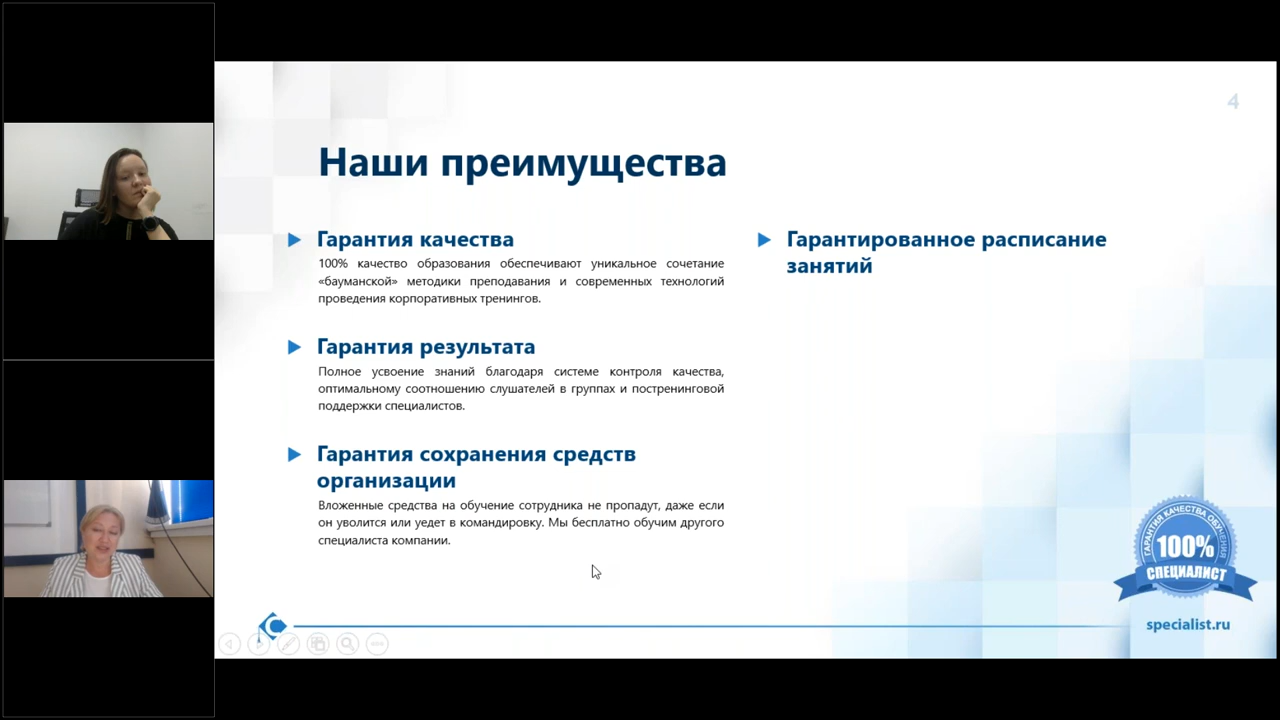 4
Наши преимущества
Гарантия качества
100% качество образования обеспечивают уникальное сочетание
«бауманской» методики преподавания и современных технологий
проведения корпоративных тренингов.
Гарантия результата
Полное усвоение знаний благодаря системе контроля качества,
оптимальному соотношению слушателей в группах и постренинговой
поддержки специалистов.
Гарантия сохранения средств
организации
Вложенные средства на обучение сотрудника не пропадут, даже если
он уволится или уедет в командировку. Мы бесплатно обучим другого
специалиста компании.
Гарантированное расписание
занятий
ГАРАНТИЯ КАЧЕСТВА ОБУЧЕНИЯ
100%
СПЕЦИАЛИСТ
specialist.ru